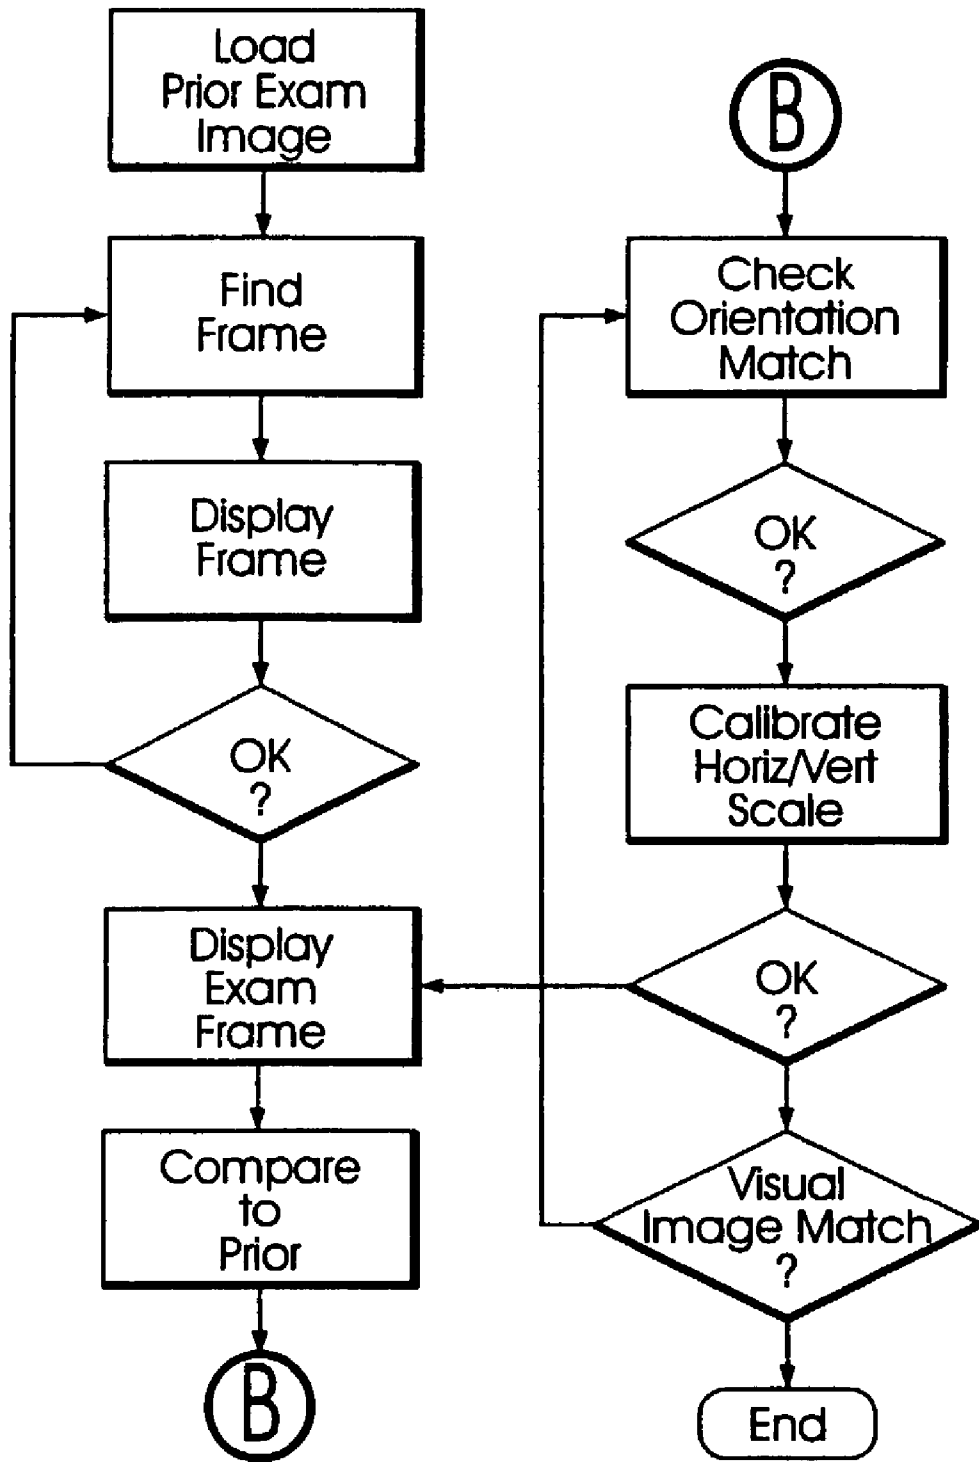 Load
Prior Exam
Image
Find
Frame
Display
Frame
OK
?
Display
Exam
Frame
Compare
to
Prior
B
B
Check
Orientation
Match
OK
?
Calibrate
Horiz/Vert
Scale
OK
?
Visual
Image Match
?
End